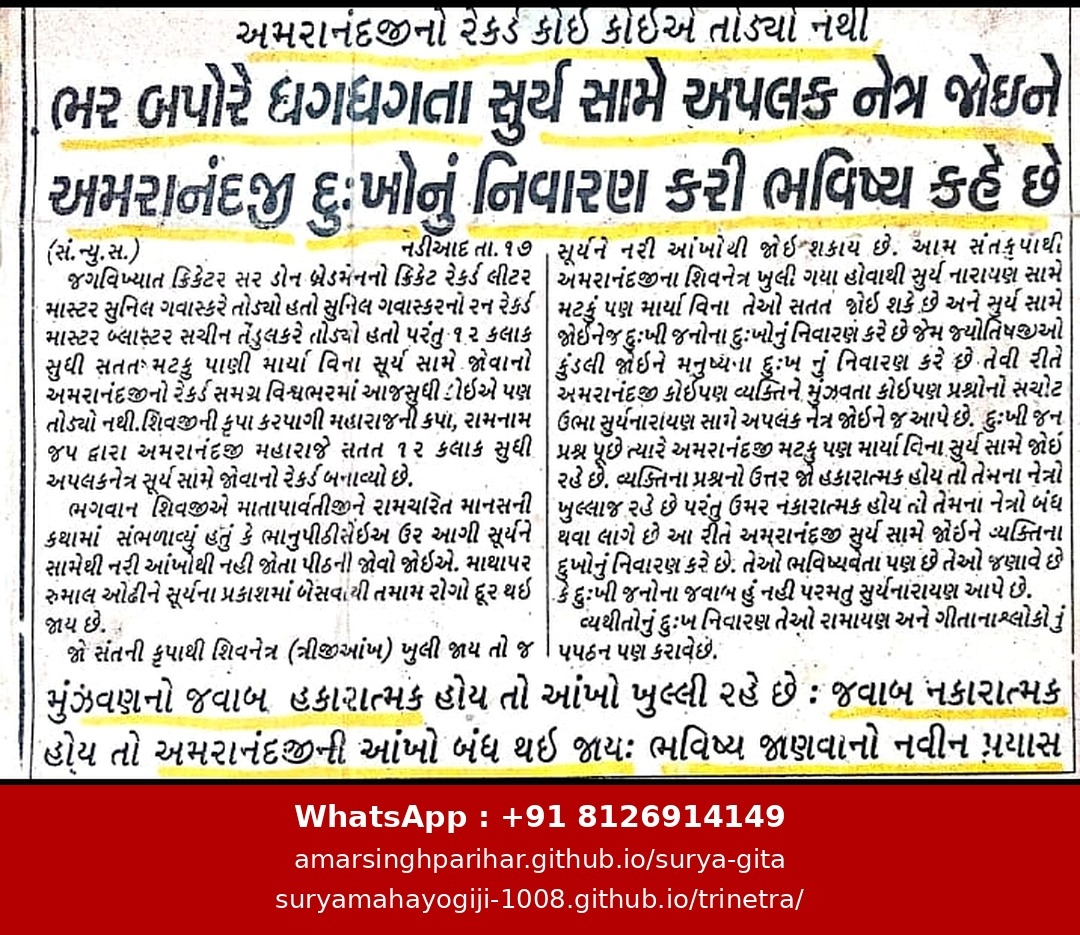 અમરાનંદજીનો રેકર્ડ કોઈ કોઈએ તોડ્યો નથી
ભર બપોરે ધગધગતા સુર્ય સામે અપલક નેત્ર જોઇને
અમરાનંદજી દુઃખોનું નિવારણ કરી ભવિષ્ય કહે છે
(સં.ન્યુ.સ.) નડીઆદ તા. ૧૭
જગવિખ્યાત ક્રિકેટર સર ડોન બ્રેડમેનનો ક્રિકેટ રેકર્ડ લીટર
માસ્ટર સુનિલ ગવાસ્કરે તોડ્યો હતો સુનિલ ગવાસ્કરનો રન રેકર્ડ
માસ્ટર બ્લાસ્ટર સચીન તેંડુલકરે તોડ્યો હતો પરંતુ ૧૨ કલાક
સુધી સતત મટકુ પાણી માર્યા વિના સૂર્ય સામે જોવાનો
અમરાનંદજીનો રેકર્ડ સમગ્ર વિશ્વભરમાં આજસુધી કોઈએ પણ
તોડ્યો નથી. શિવજીની કૃપા કરપાગી મહારાજની કપા, રામનામ
જપ દ્વારા અમરાનંદજી મહારાજે સતત ૧૨ કલાક સુધી
અપલકનેત્ર સૂર્ય સામે જોવાનો રેકર્ડ બનાવ્યો છે.
ભગવાન શિવજીએ માતાપાર્વતીજીને રામચરિત માનસની
કથામાં સંભળાવ્યું હતું કે ભાનુપીઠીસેઈઅ ઉર આગી સૂર્યને
સામેથી નરી આંખોથી નહી જોતા પીઠની જોવો જોઇએ. માથાપર
રુમાલ ઓઢીને સૂર્યના પ્રકાશમાં બેસવાથી તમામ રોગો દૂર થઇ
જાય છે.
જો સંતની કૃપાથી શિવનેત્ર (ત્રીજીઆંખ) ખુલી જાય તો જ
સૂર્યને નરી આંખોથી જોઇ શકાય છે. આમ સંતકૃપાથી
અમરાનંદજીના શિવનેત્ર ખુલી ગયા હોવાથી સુર્ય નારાયણ સામે
મટકું પણ માર્યા વિના તેઓ સતત જોઇ શકે છે અને સુર્ય સામે
જોઈનેજ દુઃખી જનોના દુઃખોનું નિવારણં કરે છે જેમ જ્યોતિષજીઓ
કુંડલી જોઇને મનુષ્યના દુઃખ નું નિવારણ કરે છે તેવી રીતે
અમરાનંદજી કોઈપણ વ્યક્તિને મુંઝવતા કોઈપણ પ્રશ્નોનો સચોટ
ઉભા સુર્યનારાયણ સામે અપલક નેત્ર જોઈને જ આપે છે. દુઃખી જન
પ્રશ્ન પૂછે ત્યારે અમરાનંદજી મટકુ પણ માર્યા વિના સુર્ય સામે જોઇ
રહે છે. વ્યક્તિના પ્રશ્નનો ઉત્તર જો હકારાત્મક હોય તો તેમના નેત્રો
ખુલ્લાજ રહે છે પરંતુ ઉમર નકારાત્મક હોય તો તેમના નેત્રો બંધ
થવા લાગે છે આ રીતે અમરાનંદજી સુર્ય સામે જોઇને વ્યક્તિના
દુખોનું નિવારણ કરે છે. તેઓ ભવિષ્યવેતા પણ છે તેઓ જણાવે છે
કે દુઃખી જનોના જવાબ હું નહી પરમતુ સુર્યનારાયણ આપે છે.
વ્યથીતોનું દુઃખ નિવારણ તેઓ રામાયણ અને ગીતાનાશ્લોકોનું
પપઠન પણ કરાવેછે.
મુંઝવણનો જવાબ હકારાત્મક હોય તો આંખો ખુલ્લી રહે છે : જવાબ નકારાત્મક
હોય તો અમરાનંદજીની આંખો બંધ થઇ જાયઃ ભવિષ્ય જાણવાનો નવીન પ્રયાસ
WhatsApp : +91 8126914149
amarsinghparihar.github.io/surya-gita
suryamahayogiji-1008.github.io/trinetra/